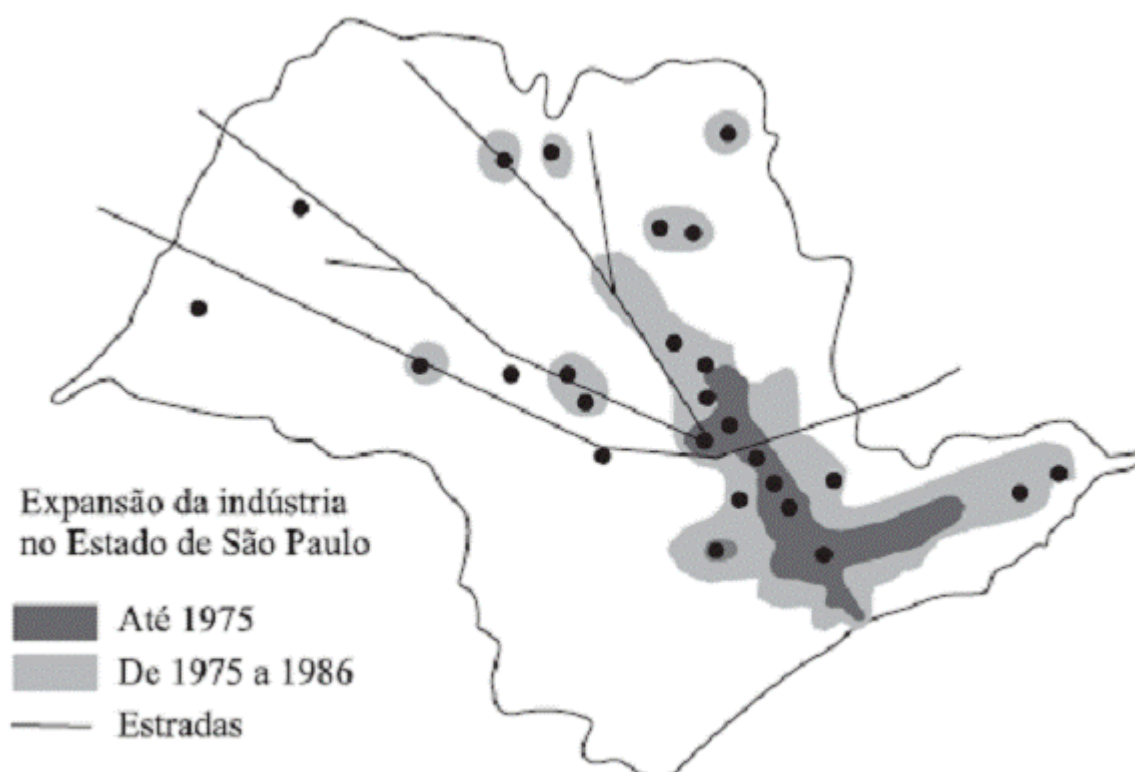 Expansão da indústria
no Estado de São Paulo
Até 1975
De 1975 a 1986
Estradas